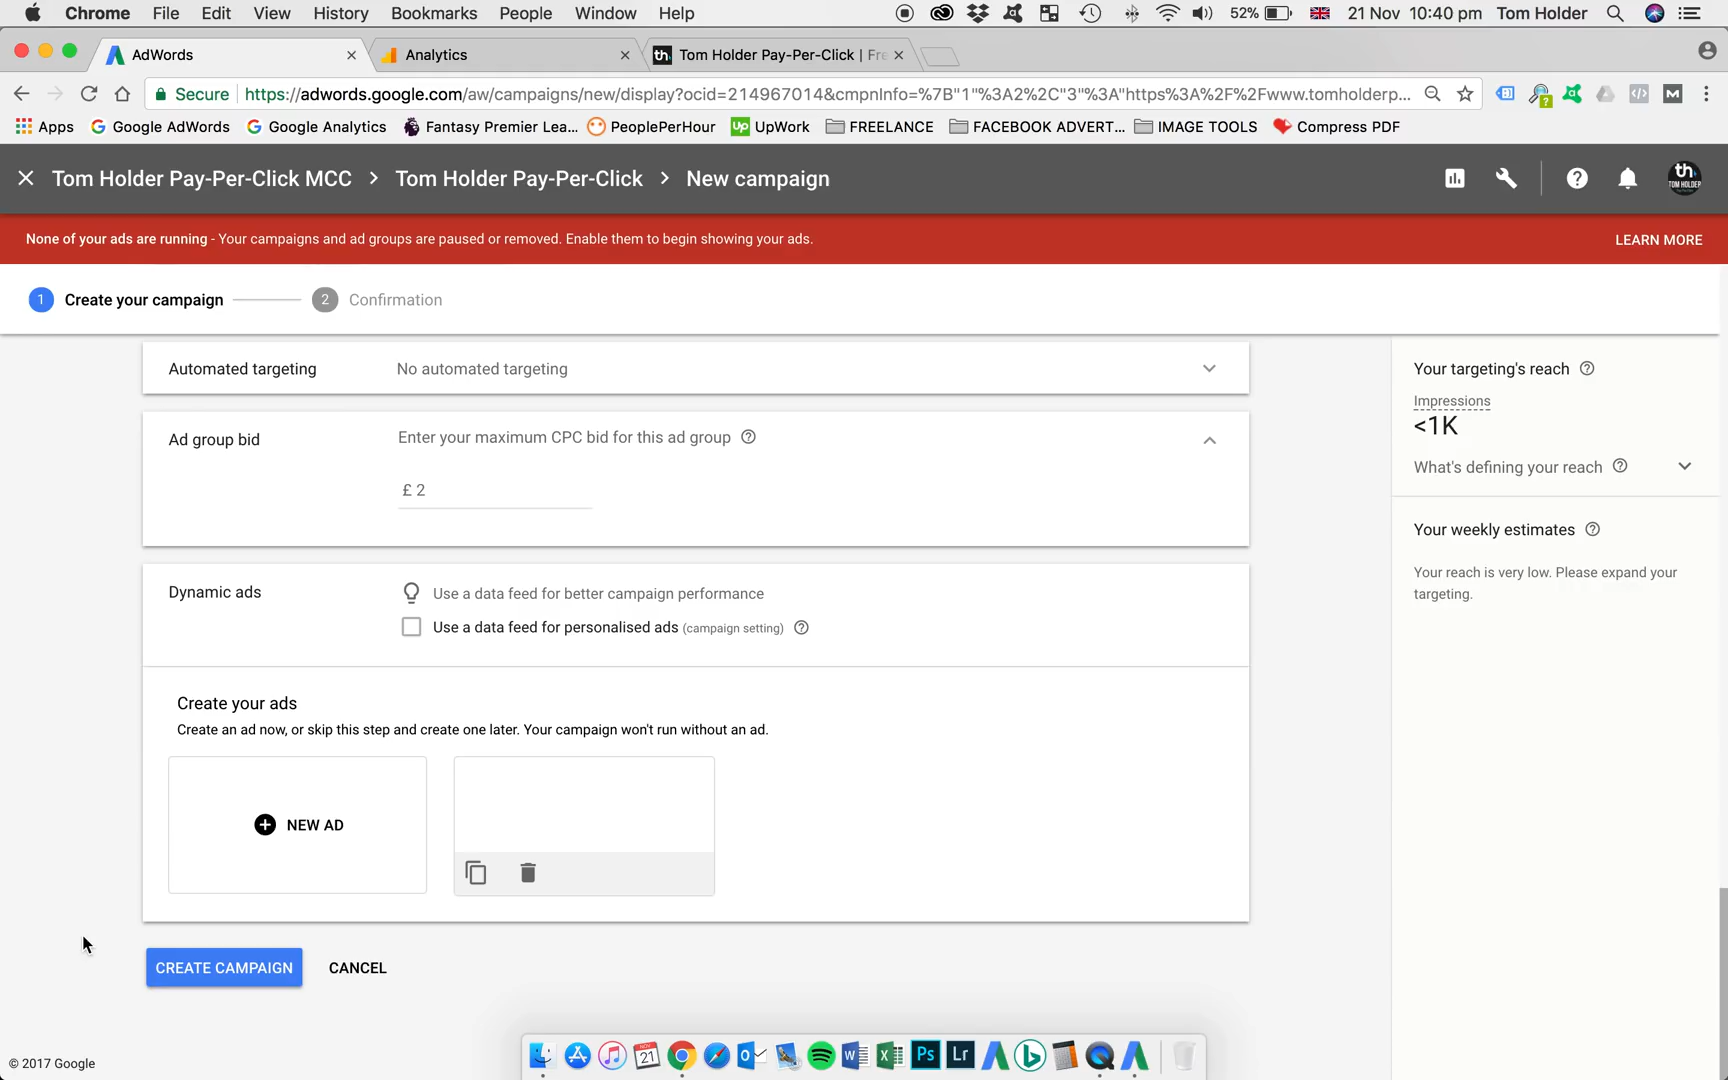 Chrome File Edit View History Bookmarks People Window Help 52% 21 Nov 10:40 pm Tom Holder
AdWords Analytics th. Tom Holder Pay-Per-Click | Fre
Secure https://adwords.google.com/aw/campaigns/new/display?ocid=214967014&cmpnInfo=%7B"1"%3A2%2C"3"%3A"https%3A%2F%2Fwww.tomholderp...
Apps Google AdWords Google Analytics Fantasy Premier Lea... PeoplePerHour Up UpWork FREELANCE FACEBOOK ADVERT... IMAGE TOOLS Compress PDF
Tom Holder Pay-Per-Click MCC > Tom Holder Pay-Per-Click > New campaign
th
TOM HOLDER
None of your ads are running - Your campaigns and ad groups are paused or removed. Enable them to begin showing your ads. LEARN MORE
1 Create your campaign 2 Confirmation
Automated targeting No automated targeting
Ad group bid Enter your maximum CPC bid for this ad group
£ 2
Dynamic ads Use a data feed for better campaign performance
Use a data feed for personalised ads (campaign setting)
Create your ads
Create an ad now, or skip this step and create one later. Your campaign won't run without an ad.
NEW AD
CREATE CAMPAIGN CANCEL
Your targeting's reach
Impressions
<1K
What's defining your reach
Your weekly estimates
Your reach is very low. Please expand your
targeting.
NOV
21
Ps Lr
© 2017 Google